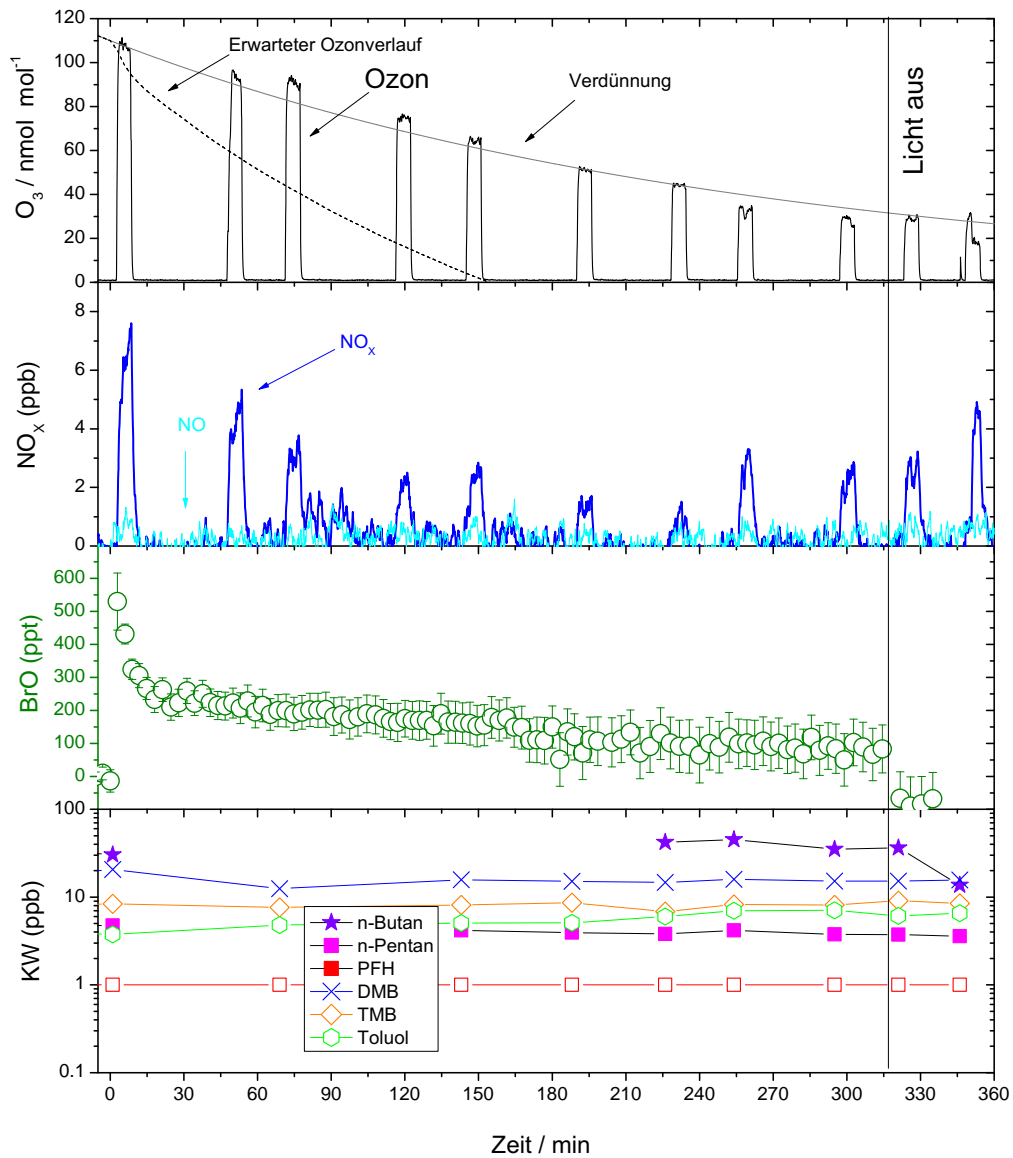 O3 / nmol mol-1
120
100
80
60
40
20
0
Erwarteter Ozonverlauf
Ozon
Verdünnung
Licht aus
NOX (ppb)
8
6
4
2
0
NOX
NO
BrO (ppt)
600
500
400
300
200
100
0
100
KW (ppb)
10
1
0.1
n-Butan
n-Pentan
PFH
DMB
TMB
Toluol
0 30 60 90 120 150 180 210 240 270 300 330 360
Zeit / min